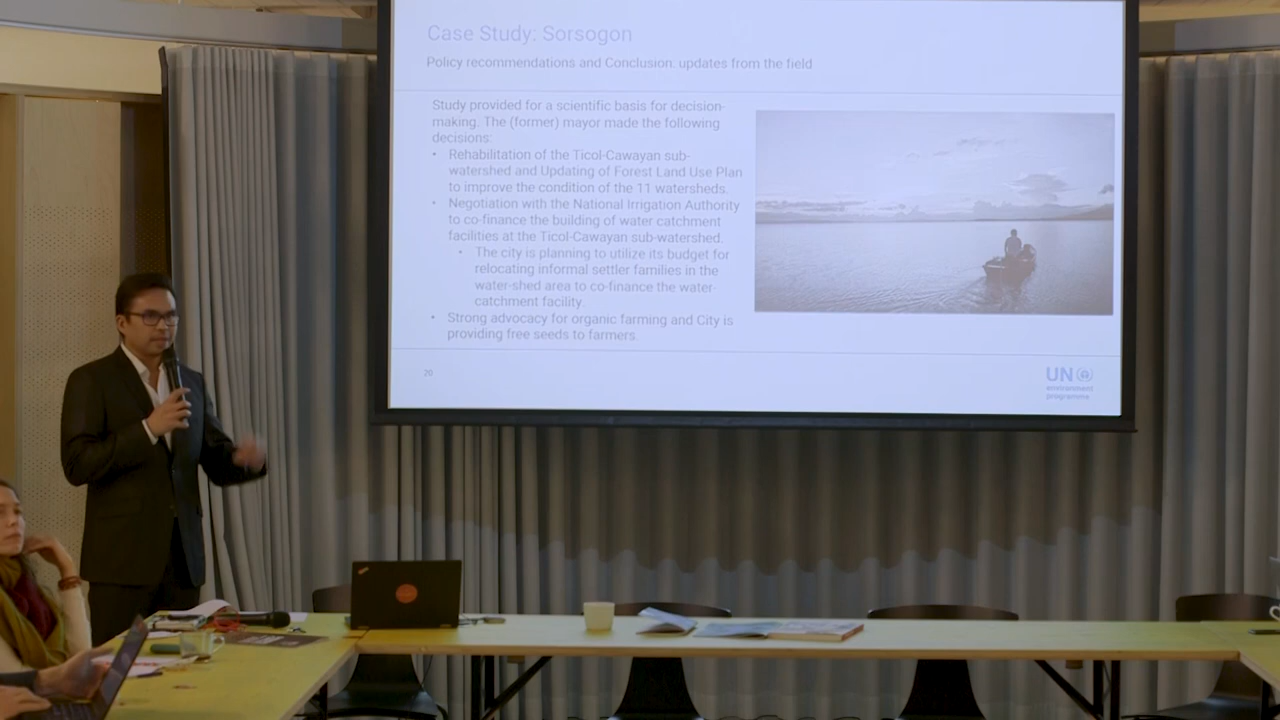 Case Study: Sorsogon
Policy recommendations and Conclusion: updates from the field
Study provided for a scientific basis for decision-
making. The (former) mayor made the following
decisions:
• Rehabilitation of the Ticol-Cawayan sub-
watershed and Updating of Forest Land Use Plan
to improve the condition of the 11 watersheds.
• Negotiation with the National Irrigation Authority
to co-finance the building of water catchment
facilities at the Ticol-Cawayan sub-watershed.
• The city is planning to utilize its budget for
relocating informal settler families in the
water-shed area to co-finance the water-
catchment facility.
• Strong advocacy for organic farming and City is
providing free seeds to farmers.
20
UN
environment
programme